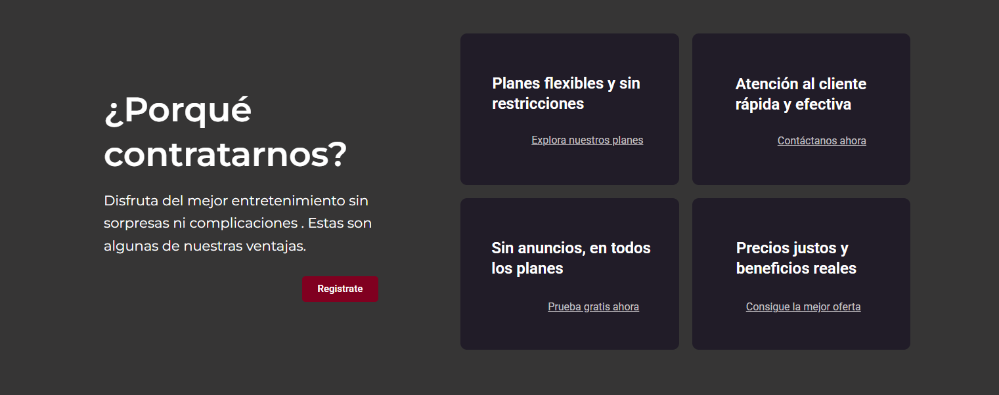 ¿Porqué
contratarnos?
Disfruta del mejor entretenimiento sin
sorpresas ni complicaciones . Estas son
algunas de nuestras ventajas.
Registrate
Planes flexibles y sin
restricciones
Explora nuestros planes
Atención al cliente
rápida y efectiva
Contáctanos ahora
Sin anuncios, en todos
los planes
Prueba gratis ahora
Precios justos y
beneficios reales
Consigue la mejor oferta